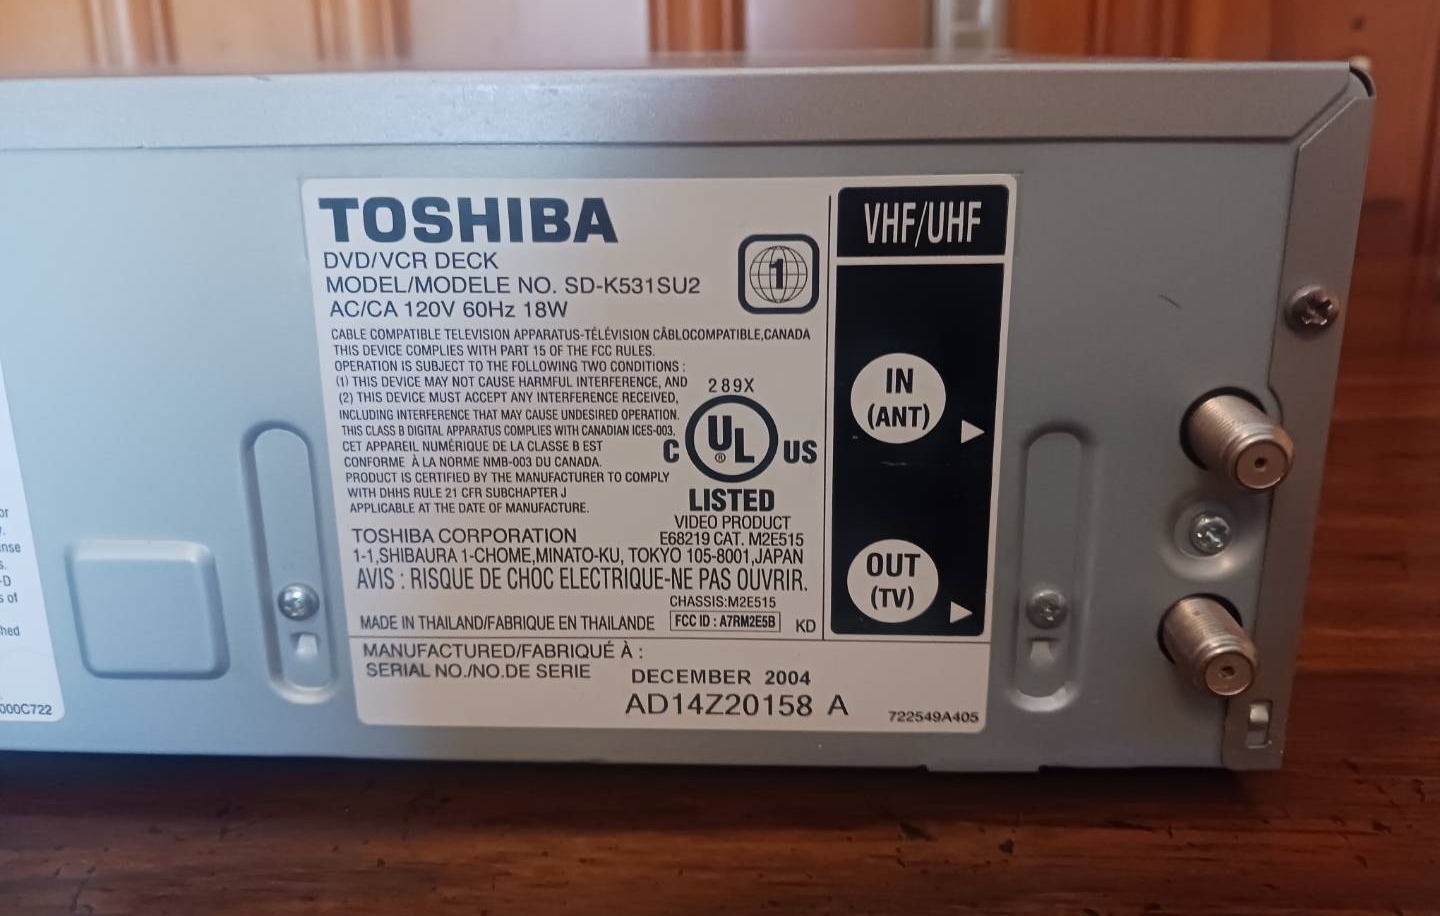 TOSHIBA
DVD/VCR DECK
MODEL/MODELE NO. SD-K531SU2
AC/CA 120V 60Hz 18W
1
CABLE COMPATIBLE TELEVISION APPARATUS-TÉLÉVISION CÂBLOCOMPATIBLE,CANADA
THIS DEVICE COMPLIES WITH PART 15 OF THE FCC RULES.
OPERATION IS SUBJECT TO THE FOLLOWING TWO CONDITIONS :
(1) THIS DEVICE MAY NOT CAUSE HARMFUL INTERFERENCE, AND
(2) THIS DEVICE MUST ACCEPT ANY INTERFERENCE RECEIVED,
INCLUDING INTERFERENCE THAT MAY CAUSE UNDESIRED OPERATION.
THIS CLASS B DIGITAL APPARATUS COMPLIES WITH CANADIAN ICES-003.
CET APPAREIL NUMÉRIQUE DE LA CLASSE B EST
CONFORME À LA NORME NMB-003 DU CANADA.
PRODUCT IS CERTIFIED BY THE MANUFACTURER TO COMPLY
WITH DHHS RULE 21 CFR SUBCHAPTER J
APPLICABLE AT THE DATE OF MANUFACTURE.
289X
C UL ® US
LISTED
VIDEO PRODUCT
E68219 CAT. M2E515
TOSHIBA CORPORATION
1-1,SHIBAURA 1-CHOME,MINATO-KU, TOKYO 105-8001,JAPAN
AVIS : RISQUE DE CHOC ELECTRIQUE-NE PAS OUVRIR.
CHASSIS:M2E515
MADE IN THAILAND/FABRIQUE EN THAILANDE FCC ID : A7RM2E5B KD
MANUFACTURED/FABRIQUÉ À :
SERIAL NO./NO.DE SERIE
DECEMBER 2004
AD14Z20158 A
722549A405
VHF/UHF
IN
(ANT)
OUT
(TV)
000C722